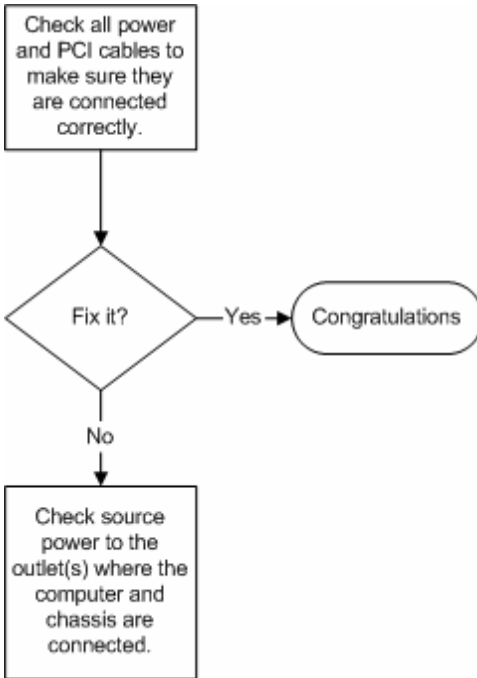 Check all power
and PCI cables to
make sure they
are connected
correctly.
Fix it?
Yes
Congratulations
No
Check source
power to the
outlet(s) where the
computer and
chassis are
connected.